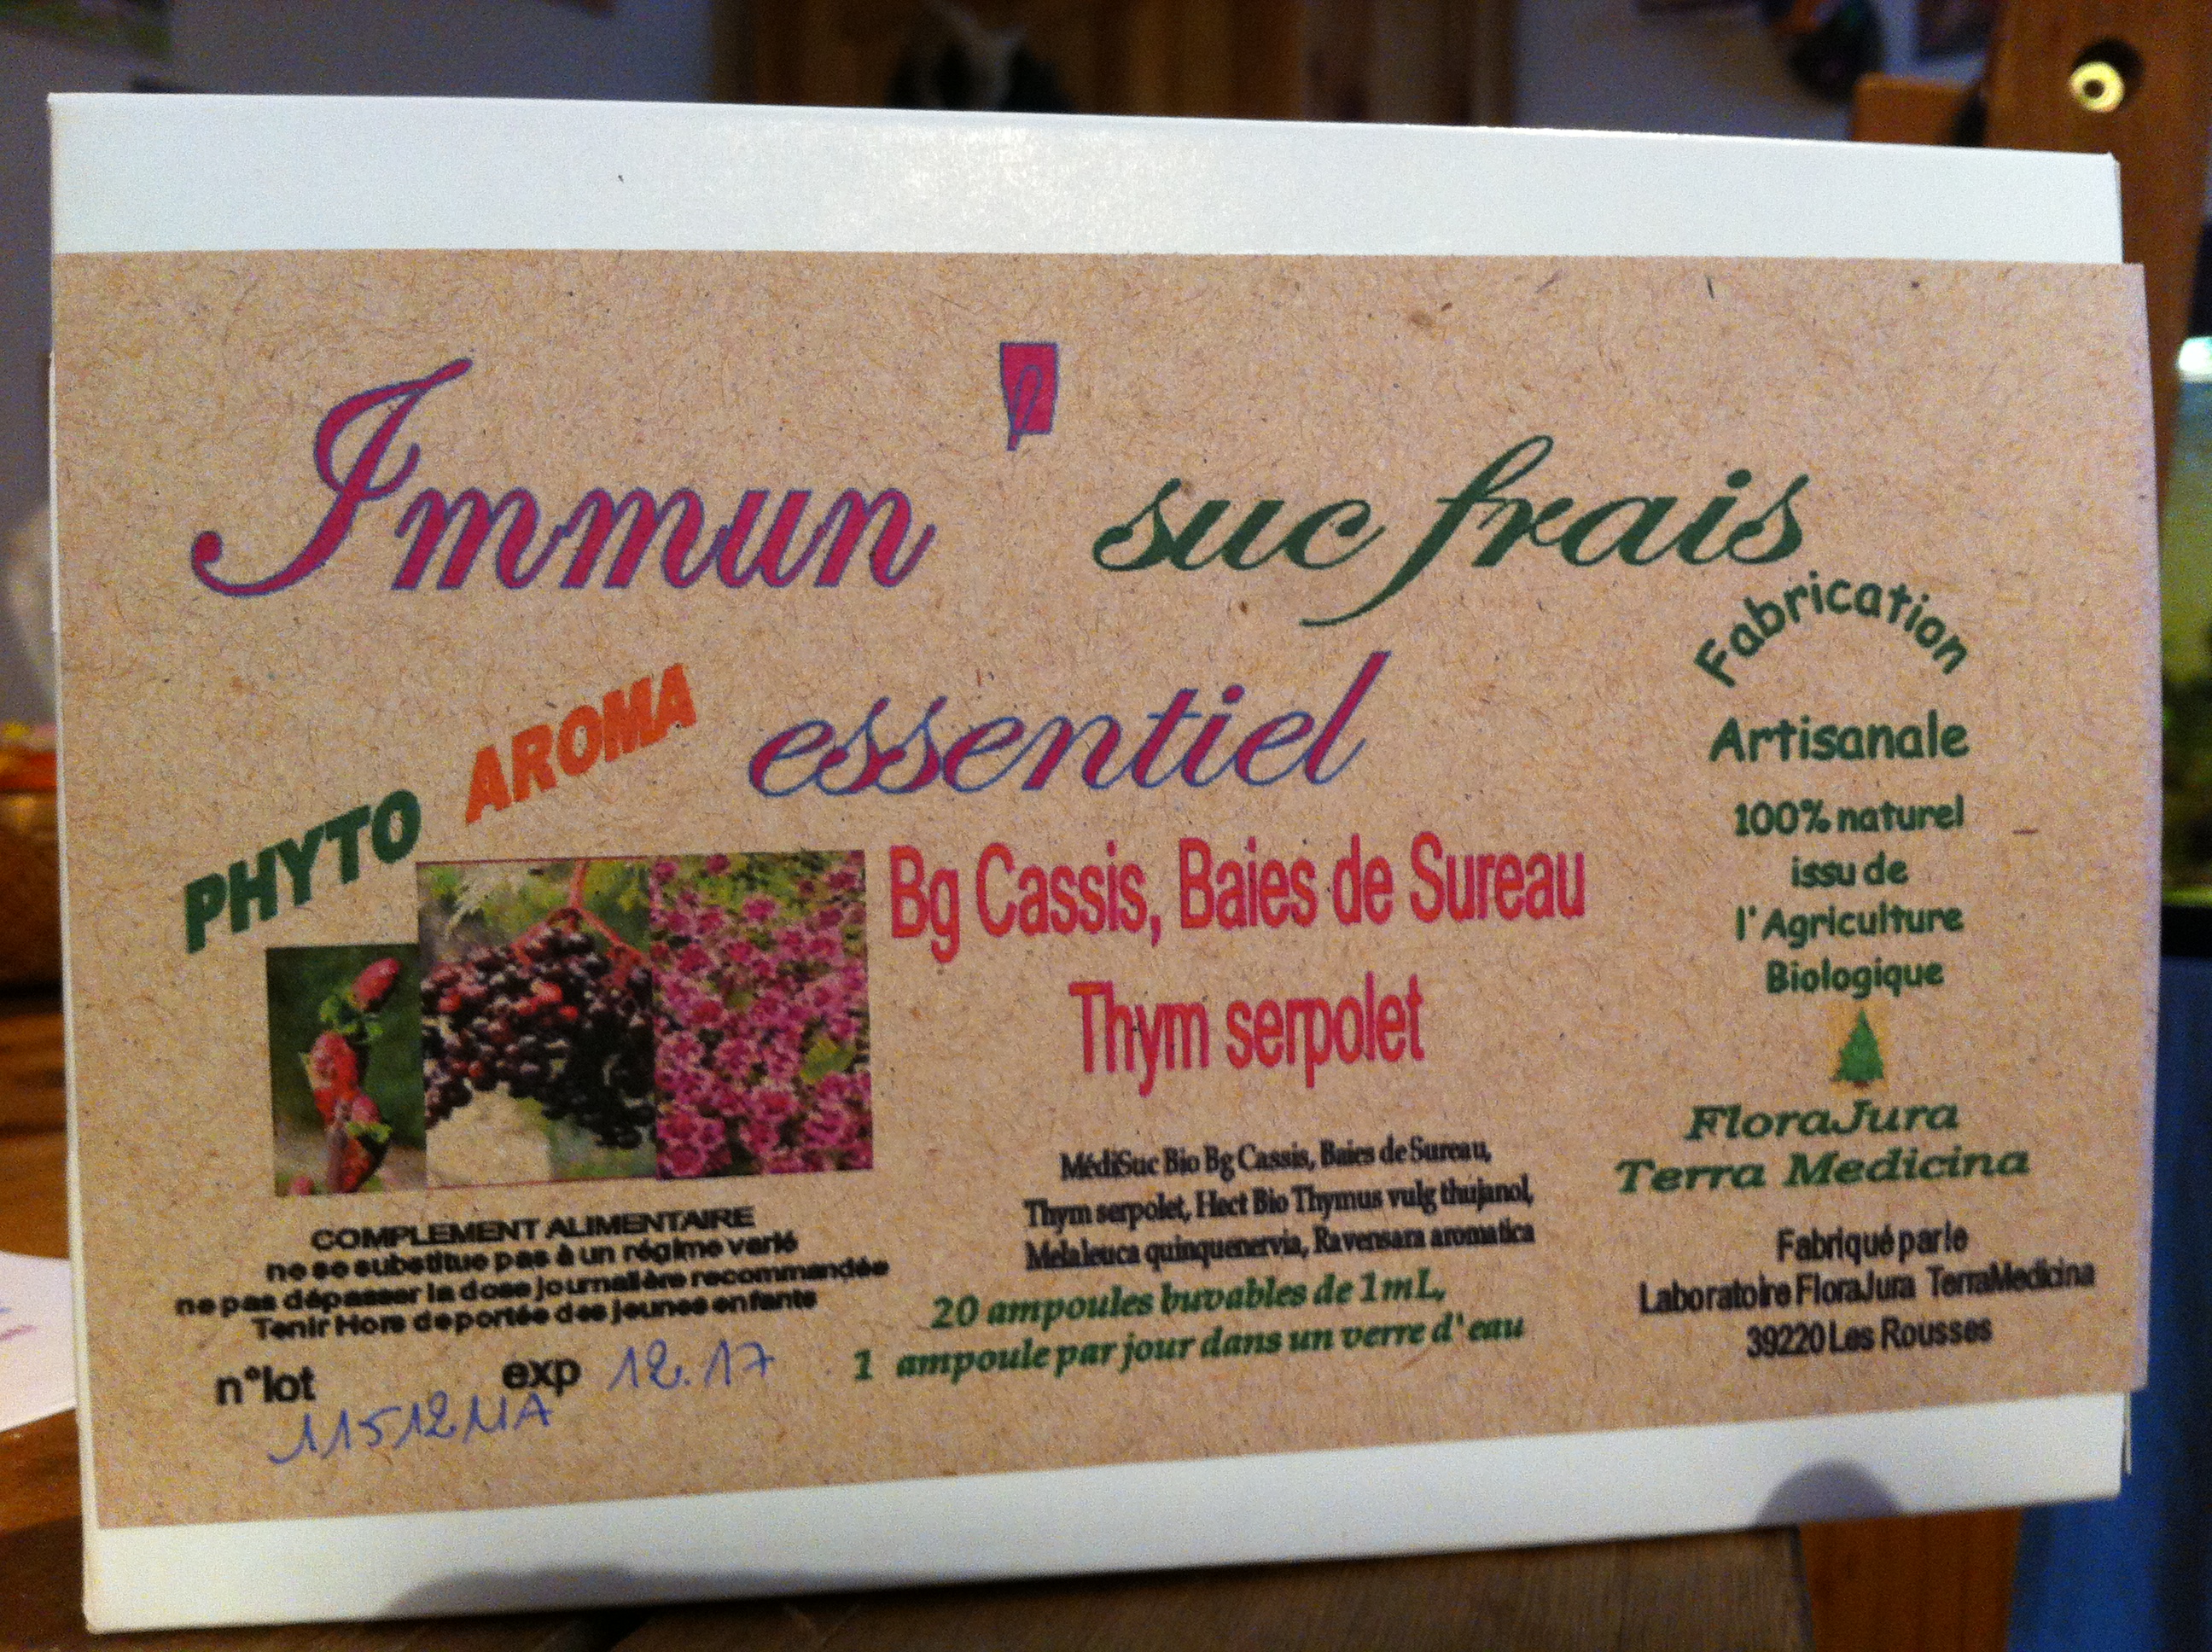 Immun ' suc frais
essentiel
PHYTO AROMA
Bg Cassis, Baies de Sureau
Thym serpolet
Fabrication
Artisanale
100% naturel
issu de
l'Agriculture
Biologique
FloraJura
Terra Medicina
Fabriqué par le
Laboratoire FloraJura TerraMedicina
39220 Les Rousses
MédiSuc Bio Bg Cassis, Baies de Sureau,
Thym serpolet, Hect Bio Thymus vulg thujanol,
Melaleuca quinquenervia, Ravensara aromatica
20 ampoules buvables de 1mL,
1 ampoule par jour dans un verre d'eau
COMPLEMENT ALIMENTAIRE
ne se substitue pas à un régime varié
ne pas dépasser la dose journalière recommandée
Tenir Hors de portée des jeunes enfants
n°lot exp 12.17
11512MA